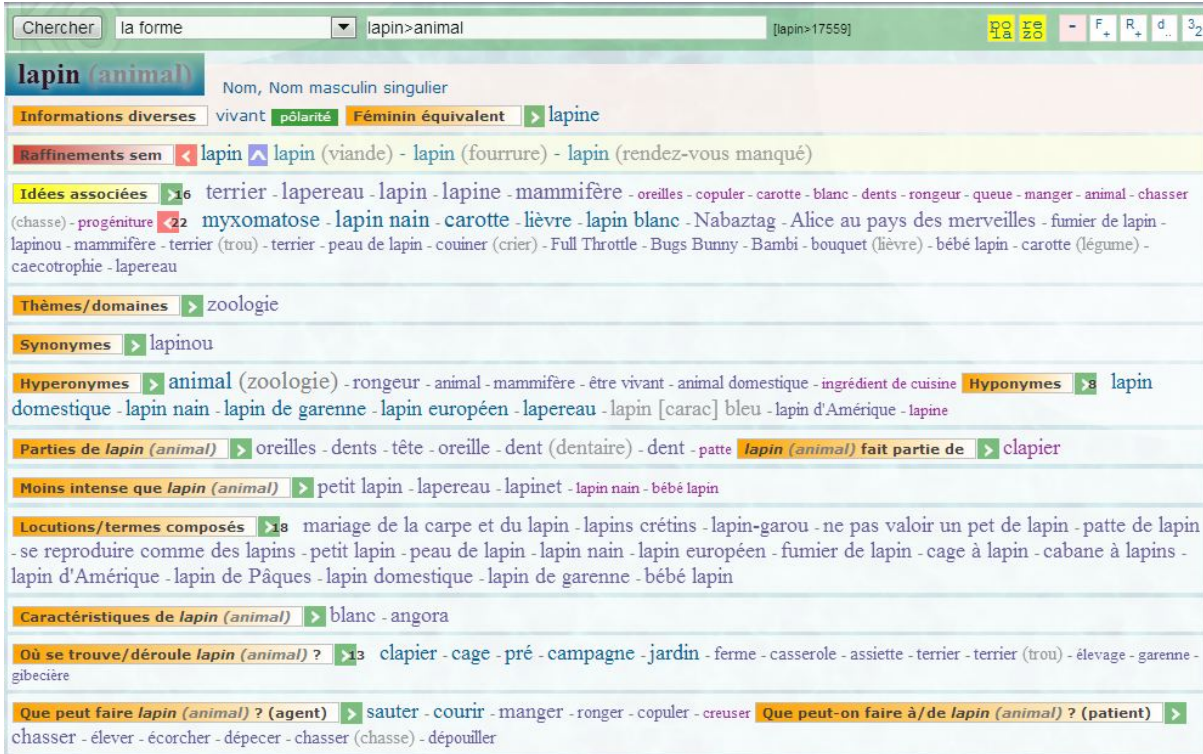 Chercher la forme lapin>animal [lapin>17559] pola rezo - F+ R+ d.. 32
lapin (animal) Nom, Nom masculin singulier
Informations diverses vivant pôlarité Féminin équivalent > lapine
Raffinements sem < lapin ^ lapin (viande) - lapin (fourrure) - lapin (rendez-vous manqué)
Idées associées >16 terrier - lapereau - lapin - lapine - mammifère - oreilles - copuler - carotte - blanc - dents - rongeur - queue - manger - animal - chasser
(chasse) - progéniture <22 myxomatose - lapin nain - carotte - lièvre - lapin blanc - Nabaztag - Alice au pays des merveilles - fumier de lapin -
lapinou - mammifère - terrier (trou) - terrier - peau de lapin - couiner (crier) - Full Throttle - Bugs Bunny - Bambi - bouquet (lièvre) - bébé lapin - carotte (légume) -
caecotrophie - lapereau
Thèmes/domaines > zoologie
Synonymes > lapinou
Hyperonymes > animal (zoologie) - rongeur - animal - mammifère - être vivant - animal domestique - ingrédient de cuisine Hyponymes >8 lapin
domestique - lapin nain - lapin de garenne - lapin européen - lapereau - lapin [carac] bleu - lapin d'Amérique - lapine
Parties de lapin (animal) > oreilles - dents - tête - oreille - dent (dentaire) - dent - patte lapin (animal) fait partie de > clapier
Moins intense que lapin (animal) > petit lapin - lapereau - lapinet - lapin nain - bébé lapin
Locutions/termes composés >18 mariage de la carpe et du lapin - lapins crétins - lapin-garou - ne pas valoir un pet de lapin - patte de lapin
- se reproduire comme des lapins - petit lapin - peau de lapin - lapin nain - lapin européen - fumier de lapin - cage à lapin - cabane à lapins -
lapin d'Amérique - lapin de Pâques - lapin domestique - lapin de garenne - bébé lapin
Caractéristiques de lapin (animal) > blanc - angora
Où se trouve/déroule lapin (animal) ? >13 clapier - cage - pré - campagne - jardin - ferme - casserole - assiette - terrier - terrier (trou) - élevage - garenne -
gibecière
Que peut faire lapin (animal) ? (agent) > sauter - courir - manger - ronger - copuler - creuser Que peut-on faire à/de lapin (animal) ? (patient) >
chasser - élever - écorcher - dépecer - chasser (chasse) - dépouiller